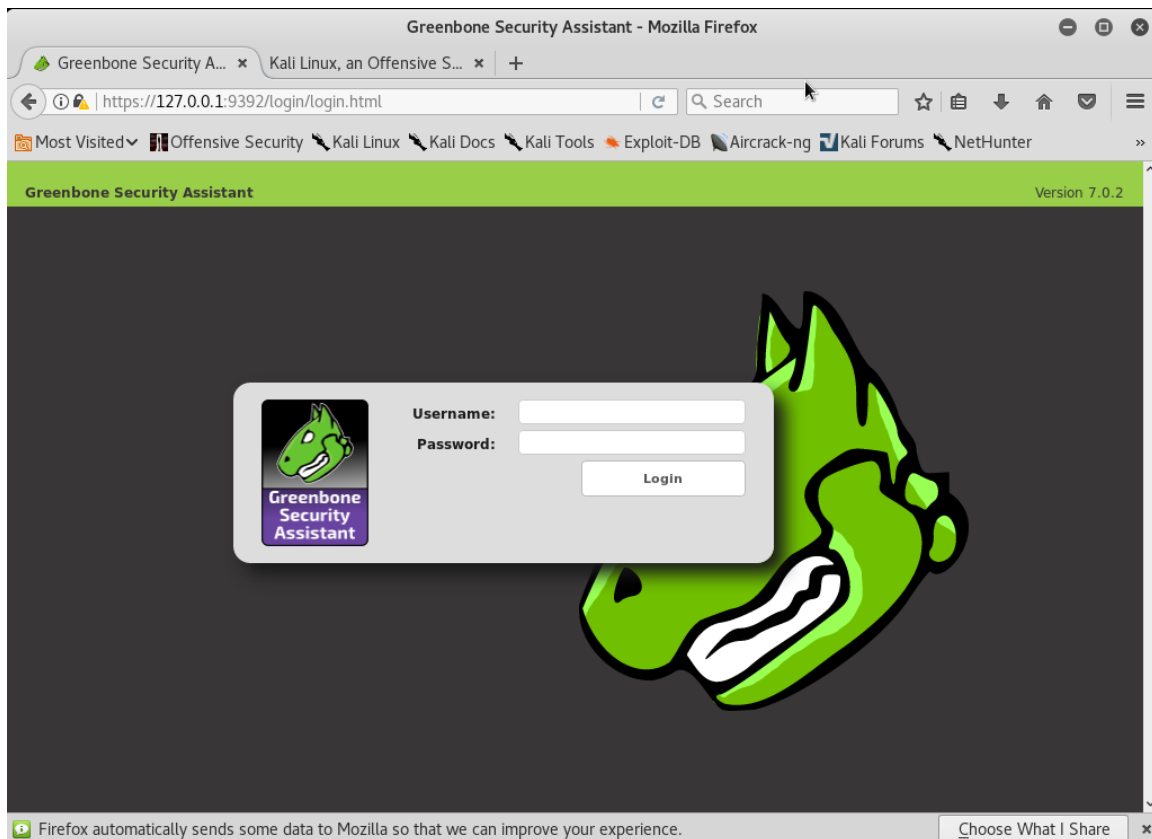 Greenbone Security Assistant - Mozilla Firefox
Greenbone Security A...
Kali Linux, an Offensive S...
https://127.0.0.1:9392/login/login.html
Search
Most Visited
Offensive Security
Kali Linux
Kali Docs
Kali Tools
Exploit-DB
Aircrack-ng
Kali Forums
NetHunter
»
Greenbone Security Assistant
Version 7.0.2
Username:
Password:
Login
Greenbone
Security
Assistant
Firefox automatically sends some data to Mozilla so that we can improve your experience.
Choose What I Share